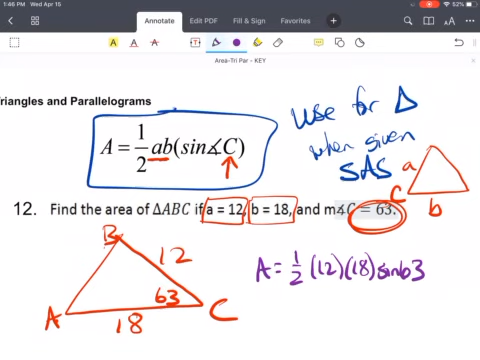 1:46 PM Wed Apr 15
52%
Annotate Edit PDF Fill & Sign Favorites
A A A T
Area-Tri Par - KEY
Triangles and Parallelograms
A = 1/2 ab(sin∡C)
Use for Δ
when given
SAS
a
C
b
12. Find the area of ΔABC if a = 12, b = 18, and m∡C = 63.
B
12
A = 1/2 (12)(18) sin63
63
A 18 C